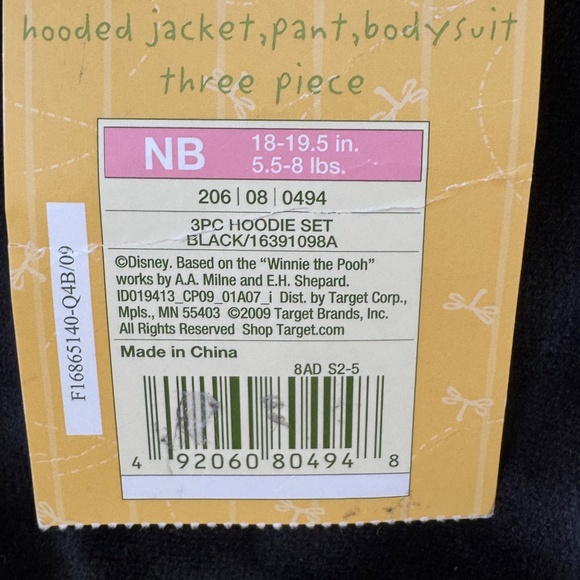 hooded jacket,pant,bodysuit
three piece
NB
18-19.5 in.
5.5-8 lbs.
206|08|0494
3PC HOODIE SET
BLACK/16391098A
©Disney. Based on the “Winnie the Pooh”
works by A.A. Milne and E.H. Shepard.
ID019413_CP09_01A07_i Dist. by Target Corp.,
Mpls., MN 55403 ©2009 Target Brands, Inc.
All Rights Reserved Shop Target.com
Made in China
8AD S2-5
4 92060 80494 8
F16865140-Q4B/09